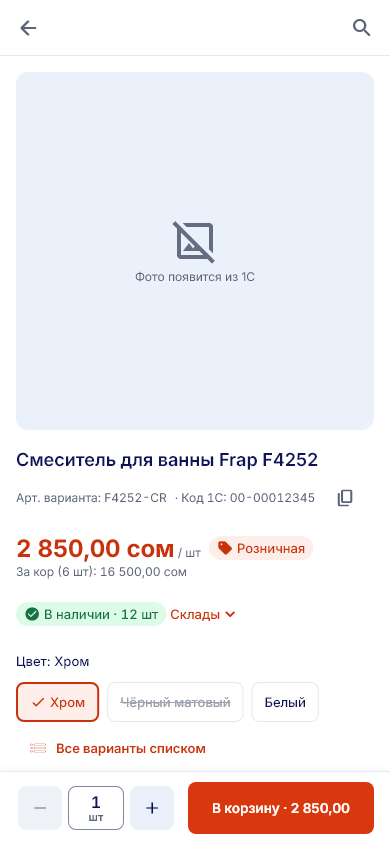 Фото появится из 1С
Смеситель для ванны Frap F4252
Арт. варианта: F4252-CR · Код 1С: 00-00012345
2 850,00 сом / шт Розничная
За кор (6 шт): 16 500,00 сом
В наличии · 12 шт Склады
Цвет: Хром
Хром Чёрный матовый Белый
Все варианты списком
− 1 + В корзину · 2 850,00
шт